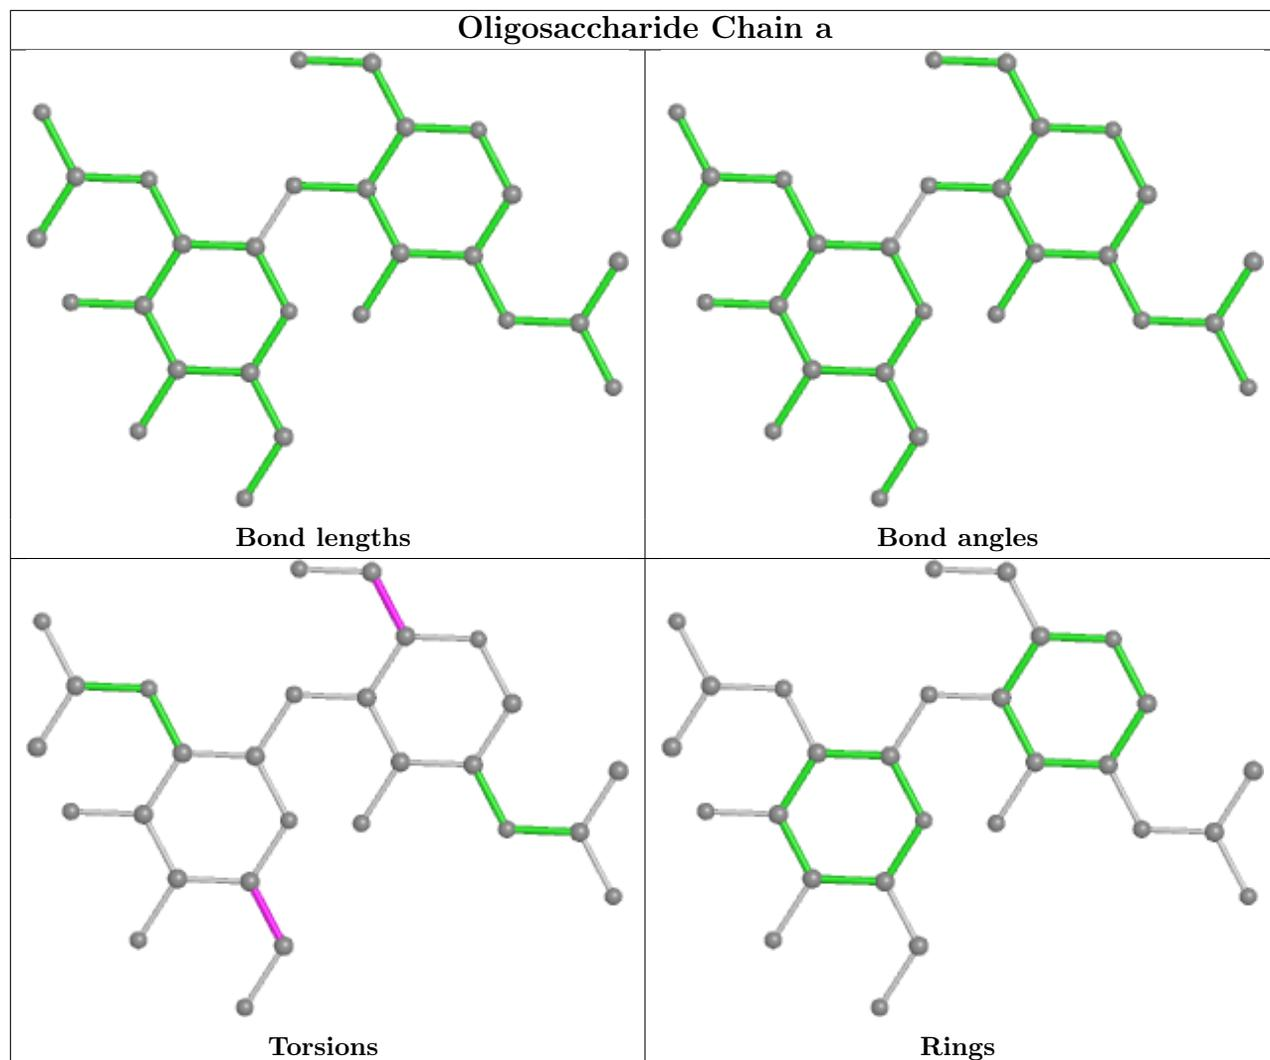 Oligosaccharide Chain a
Bond lengths
Bond angles
Torsions
Rings